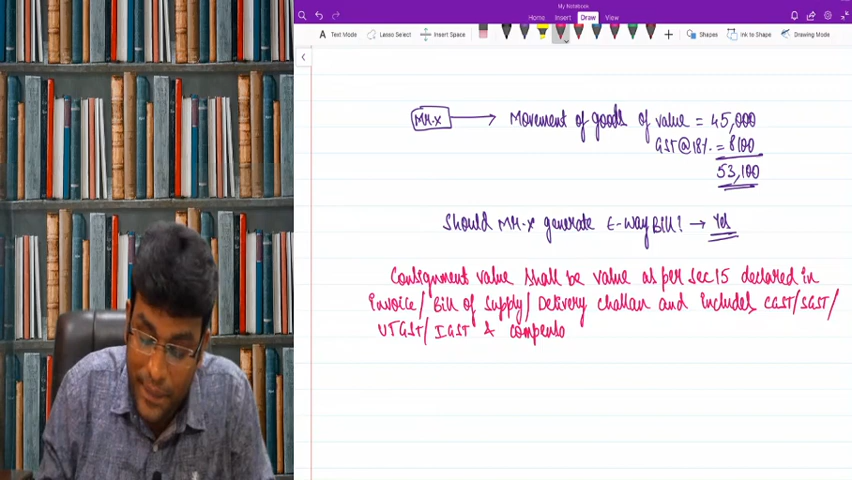 My Notebook
Home Insert Draw View
Text Mode Lasso Select Insert Space Shapes Ink to Shape Drawing Mode
Mr.X → Movement of goods of value = 45,000
GST@18% = 8100
53,100
Should Mr.X generate E-Way Bill? → Yes
Consignment value shall be value as per sec 15 declared in
invoice/ Bill of Supply/ Delivery challan and includes CGST/SGST/
UTGST/ IGST & compensa